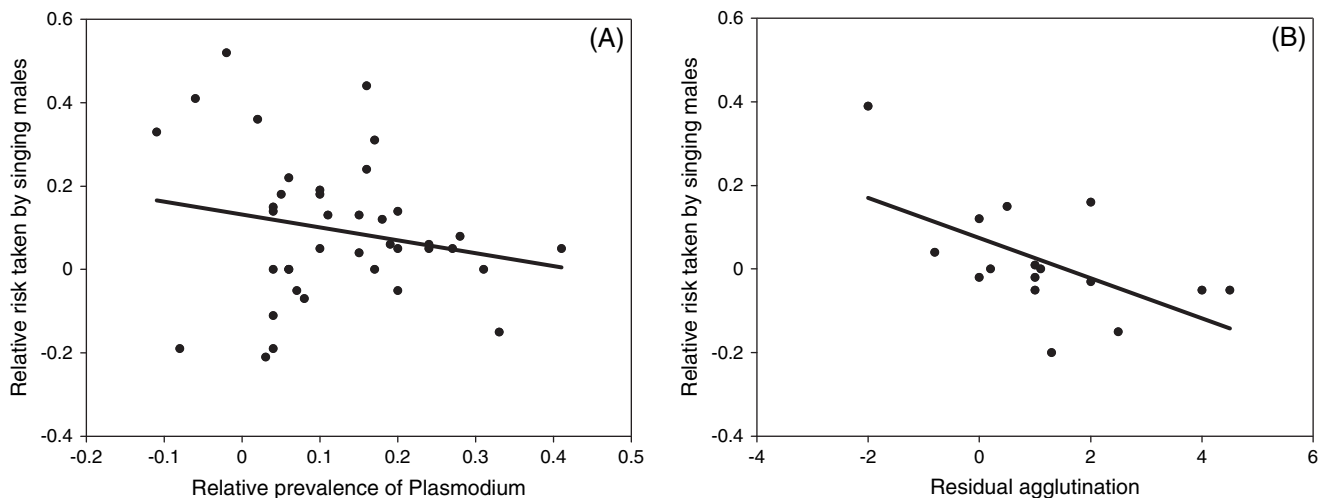 (A)
Relative risk taken by singing males
0.6
0.4
0.2
0
-0.2
-0.4
-0.2 -0.1 0 0.1 0.2 0.3 0.4 0.5
Relative prevalence of Plasmodium
(B)
Relative risk taken by singing males
0.6
0.4
0.2
0
-0.2
-0.4
-4 -2 0 2 4 6
Residual agglutination